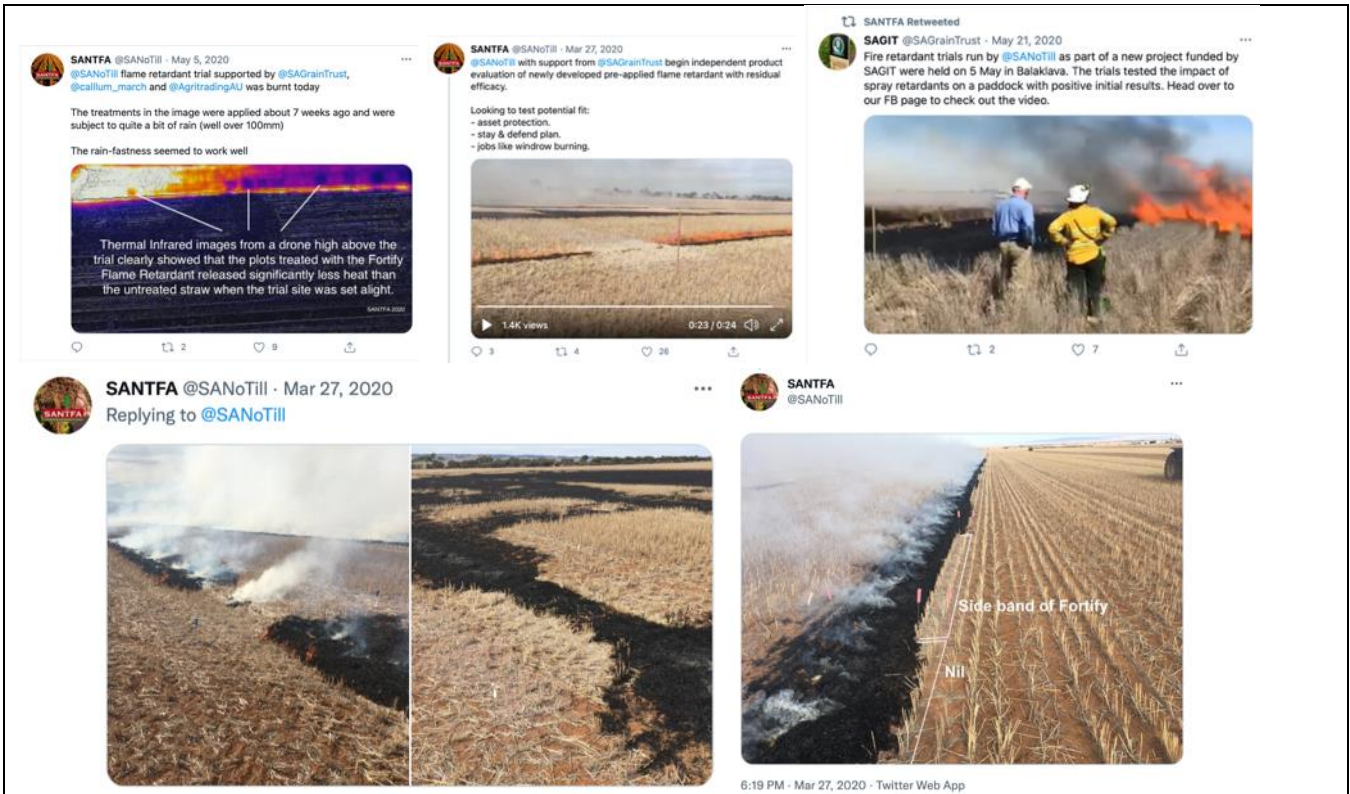 SANTFA @SANoTill · May 5, 2020
@SANoTill flame retardant trial supported by @SAGrainTrust,
@calllum_march and @AgritradingAU was burnt today
The treatments in the image were applied about 7 weeks ago and were
subject to quite a bit of rain (well over 100mm)
The rain-fastness seemed to work well
Thermal Infrared images from a drone high above the
trial clearly showed that the plots treated with the Fortify
Flame Retardant released significantly less heat than
the untreated straw when the trial site was set alight.
SANTFA 2020
2 9
SANTFA @SANoTill · Mar 27, 2020
@SANoTill with support from @SAGrainTrust begin independent product
evaluation of newly developed pre-applied flame retardant with residual
efficacy.
Looking to test potential fit:
- asset protection.
- stay & defend plan.
- jobs like windrow burning.
1.4K views 0:23 / 0:24
3 4 26
SANTFA Retweeted
SAGIT @SAGrainTrust · May 21, 2020
Fire retardant trials run by @SANoTill as part of a new project funded by
SAGIT were held on 5 May in Balaklava. The trials tested the impact of
spray retardants on a paddock with positive initial results. Head over to
our FB page to check out the video.
2 7
SANTFA @SANoTill · Mar 27, 2020
Replying to @SANoTill
SANTFA
SANTFA
@SANoTill
Side band of Fortify
Nil
6:19 PM · Mar 27, 2020 · Twitter Web App